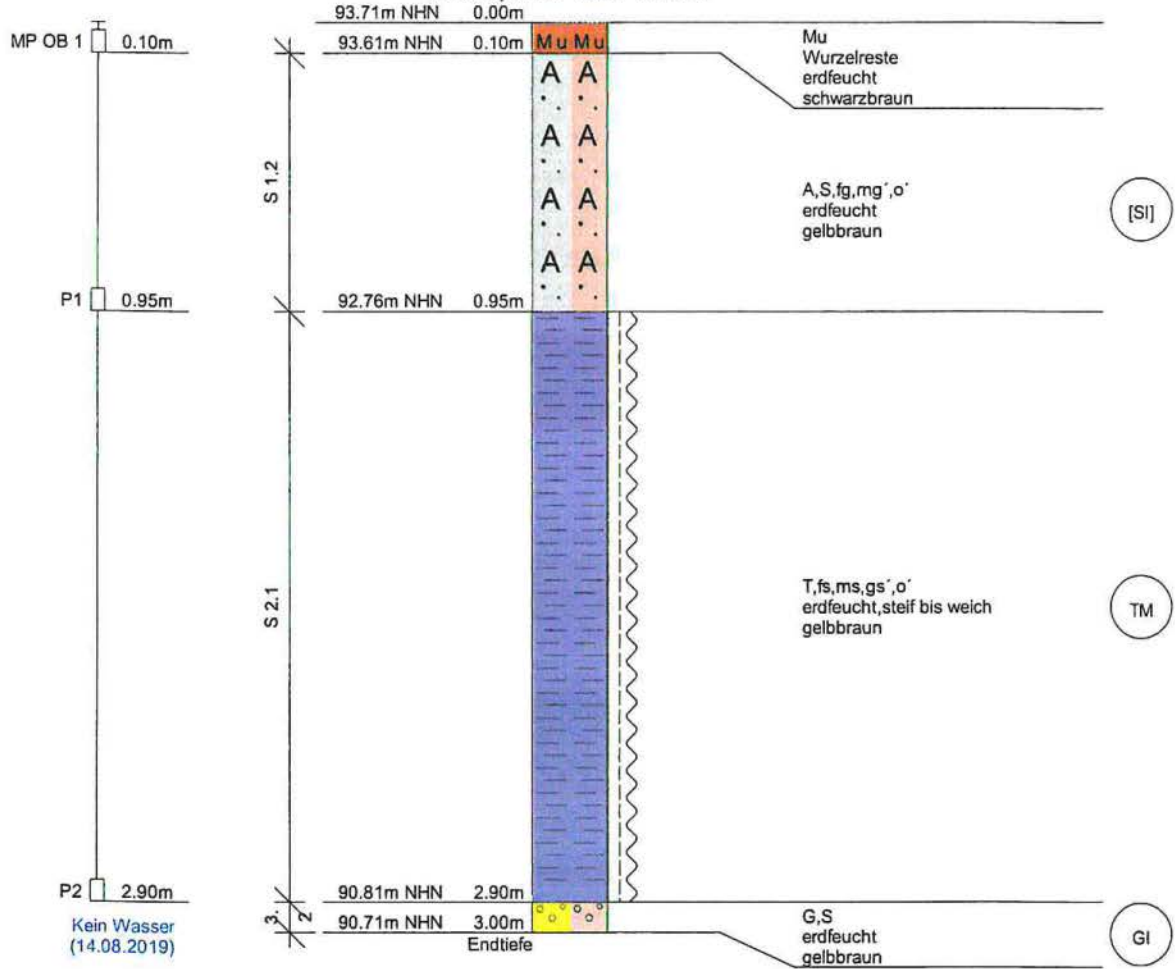 93.71m NHN 0.00m
MP OB 1 0.10m
93.61m NHN 0.10m
Mu Mu
Mu
Wurzelreste
erdfeucht
schwarzbraun
A A
A A
A A
A A
S 1.2
A,S,fg,mg´,o´
erdfeucht
gelbbraun
[SI]
P1 0.95m
92.76m NHN 0.95m
S 2.1
T,fs,ms,gs´,o´
erdfeucht,steif bis weich
gelbbraun
TM
P2 2.90m
90.81m NHN 2.90m
3.
2
Kein Wasser
(14.08.2019)
90.71m NHN 3.00m
Endtiefe
G,S
erdfeucht
gelbbraun
GI